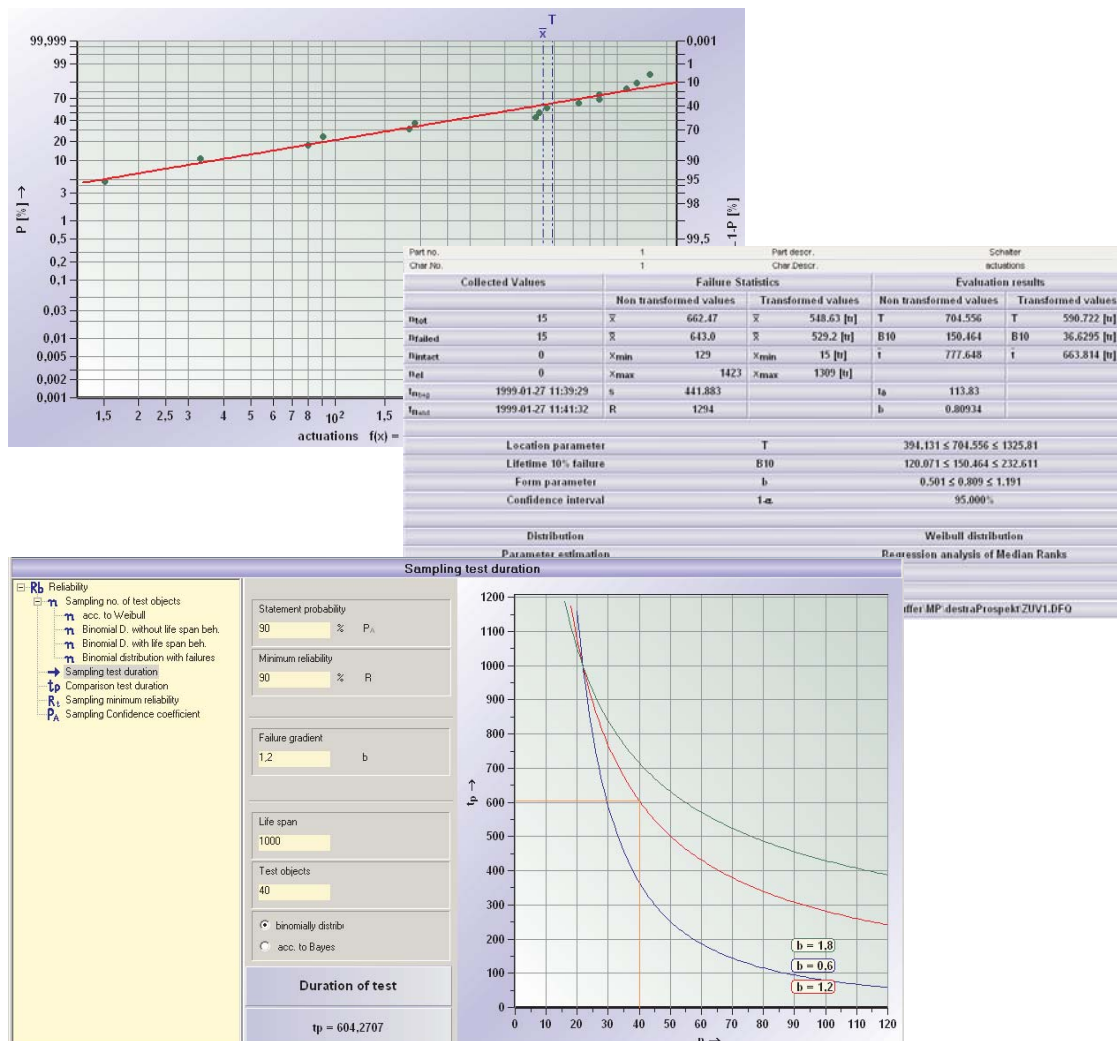 x̄ T
99,999 0,001
99 1
70 10
40 40
20 70
10 90
95
3 98
1
0,5 99,5
0,2
0,1
0,03
0,01
0,005
0,002
0,001
P [%] →
1-P [%]
1,5 2 2,5 3 4 5 6 7 8 10² 1,5
actuations f(x) =
Part no. 1 Part descr. Schalter
Char.No. 1 Char.Descr. actuations
Collected Values Failure Statistics Evaluation results
Non transformed values Transformed values Non transformed values Transformed values
ntot 15 x̄ 662.47 x̄ 548.63 [tt] T 704.556 T 590.722 [tt]
nfailed 15 643.0 529.2 [tt] B10 150.464 B10 36.6295 [tt]
nintact 0 xmin 129 xmin 15 [tt] 777.648 663.814 [tt]
nel 0 xmax 1423 xmax 1309 [tt]
1999-01-27 11:39:29 s 441.883 t₀ 113.83
1999-01-27 11:41:32 R 1294 b 0.80934
Location parameter T 394.131 ≤ 704.556 ≤ 1325.81
Lifetime 10% failure B10 120.071 ≤ 150.464 ≤ 232.611
Form parameter b 0.501 ≤ 0.809 ≤ 1.191
Confidence interval 1-α 95.000%
Distribution Weibull distribution
Parameter estimation Regression analysis of Median Ranks
uffer\MP\destraProspekt\ZUV1.DFQ
Sampling test duration
Rb Reliability
n Sampling no. of test objects
n acc. to Weibull
n Binomial D. without life span beh.
n Binomial D. with life span beh.
n Binomial distribution with failures
→ Sampling test duration
tp Comparison test duration
Rt Sampling minimum reliability
PA Sampling Confidence coefficient
Statement probability
90 % PA
Minimum reliability
90 % R
Failure gradient
1,2 b
Life span
1000
Test objects
40
binomially distrib
acc. to Bayes
Duration of test
tp = 604,2707
1200
1100
1000
900
800
700
600
500
400
300
200
100
0
tp →
b = 1,8
b = 0,6
b = 1,2
0 10 20 30 40 50 60 70 80 90 100 110 120
n →